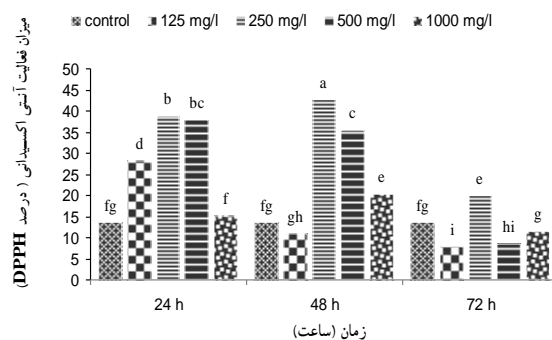 control 125 mg/l 250 mg/l 500 mg/l 1000 mg/l
میزان فعالیت آنتی اکسیدانی ( درصد DPPH)
50
45
40
35
30
25
20
15
10
5
0
fg d b bc f
fg gh a c e
fg i e hi g
24 h 48 h 72 h
زمان (ساعت)